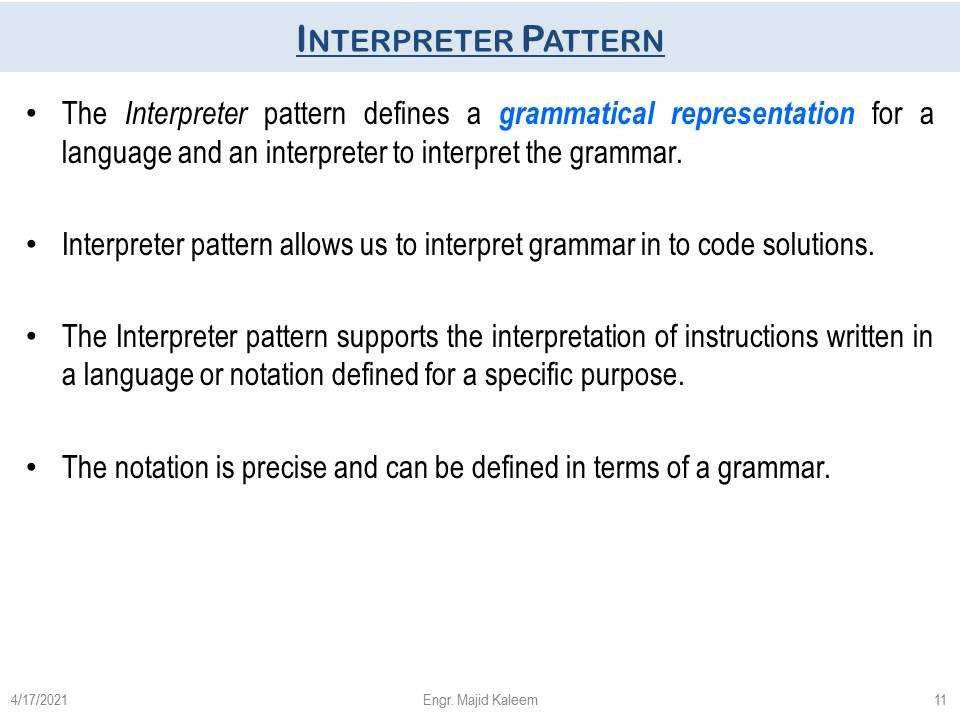 INTERPRETER PATTERN
• The Interpreter pattern defines a grammatical representation for a
language and an interpreter to interpret the grammar.
• Interpreter pattern allows us to interpret grammar in to code solutions.
• The Interpreter pattern supports the interpretation of instructions written in
a language or notation defined for a specific purpose.
• The notation is precise and can be defined in terms of a grammar.
4/17/2021
Engr. Majid Kaleem
11